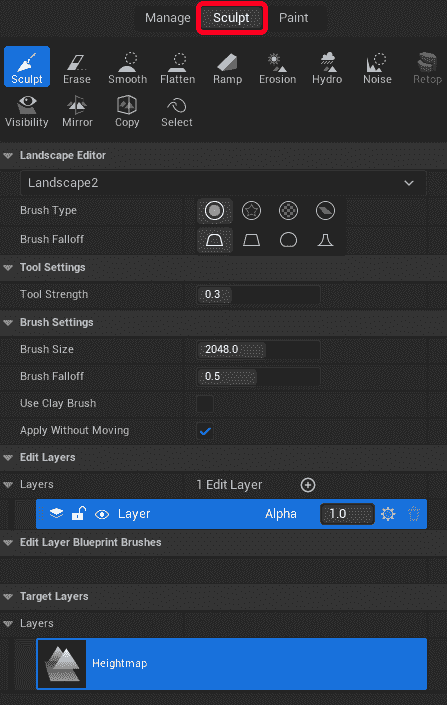 Manage Sculpt Paint
Sculpt Erase Smooth Flatten Ramp Erosion Hydro Noise Retop
Visibility Mirror Copy Select
Landscape Editor
Landscape2
Brush Type
Brush Falloff
Tool Settings
Tool Strength 0.3
Brush Settings
Brush Size 2048.0
Brush Falloff 0.5
Use Clay Brush
Apply Without Moving
Edit Layers
Layers 1 Edit Layer
Layer Alpha 1.0
Edit Layer Blueprint Brushes
Target Layers
Layers
Heightmap